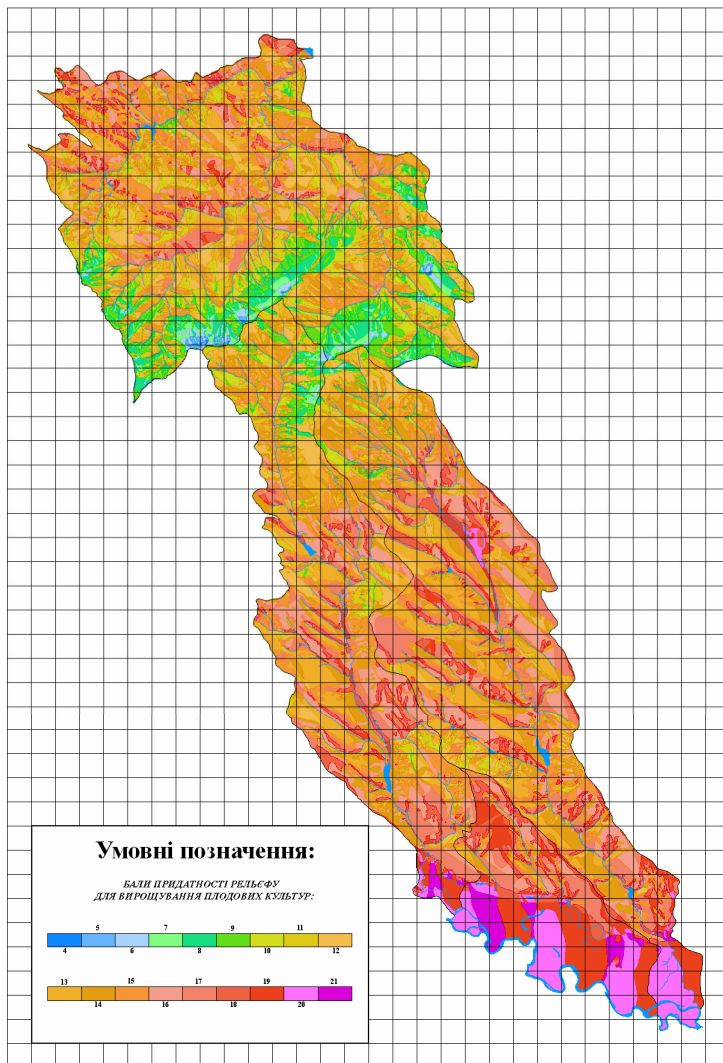 Умовні позначення:
БАЛИ ПРИДАТНОСТІ РЕЛЬЄФУ
ДЛЯ ВИРОЩУВАННЯ ПЛОДОВИХ КУЛЬТУР:
5 7 9 11
4 6 8 10 12
13 15 17 19 21
14 16 18 20